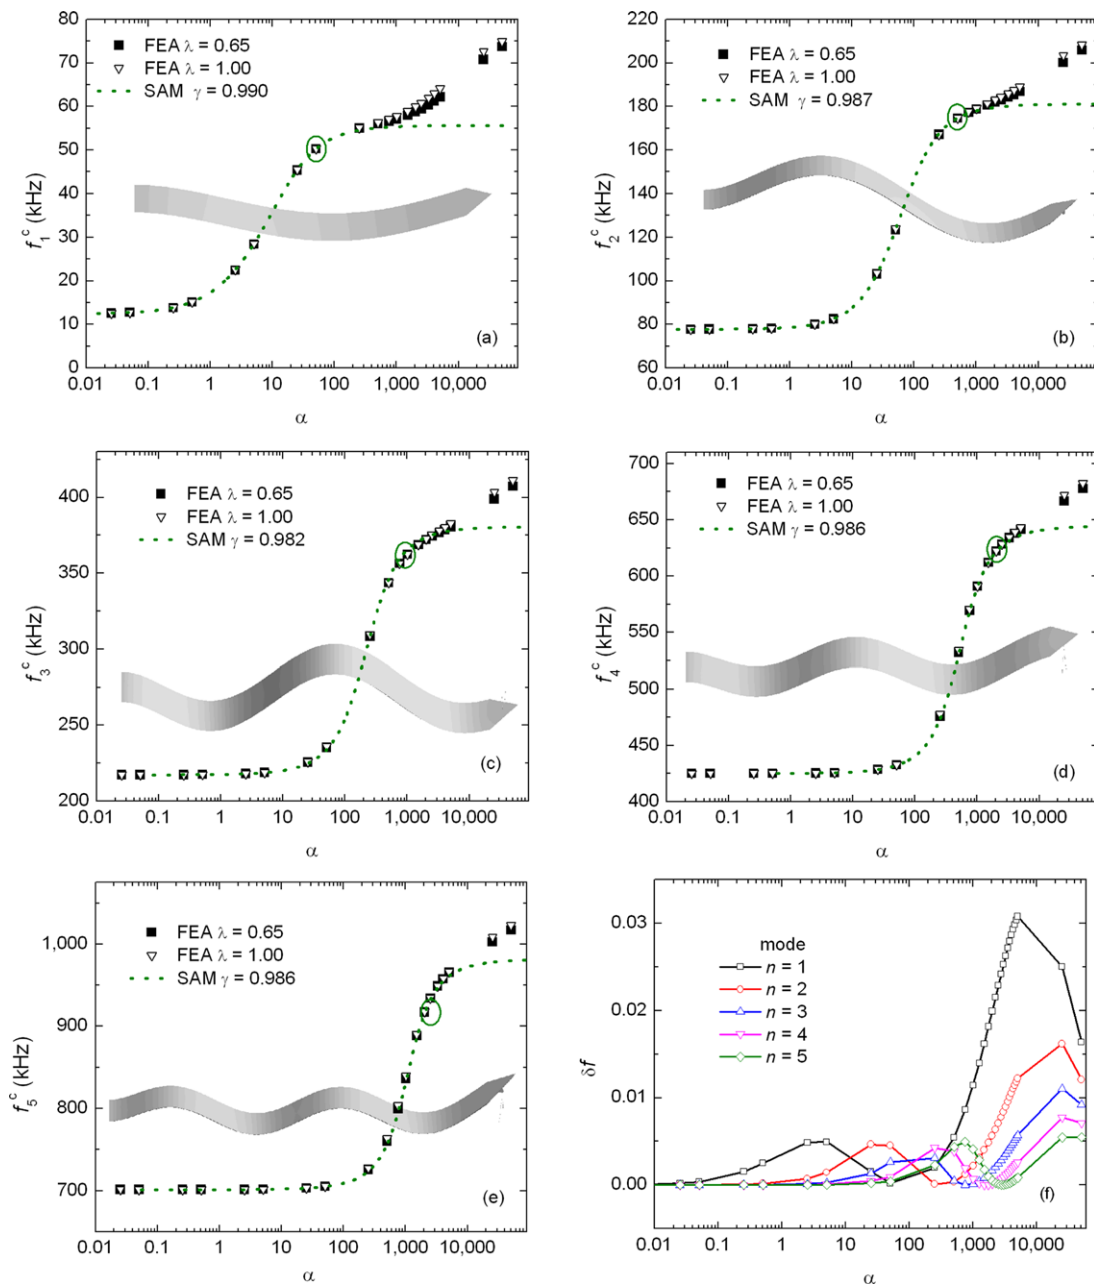 80
70
60
50
40
30
20
10
0
f₁ᶜ (kHz)
FEA λ = 0.65
FEA λ = 1.00
SAM γ = 0.990
(a)
0.01 0.1 1 10 100 1,000 10,000
α
220
200
180
160
140
120
100
80
60
f₂ᶜ (kHz)
FEA λ = 0.65
FEA λ = 1.00
SAM γ = 0.987
(b)
0.01 0.1 1 10 100 1,000 10,000
α
400
350
300
250
200
f₃ᶜ (kHz)
FEA λ = 0.65
FEA λ = 1.00
SAM γ = 0.982
(c)
0.01 0.1 1 10 100 1,000 10,000
α
700
650
600
550
500
450
400
f₄ᶜ (kHz)
FEA λ = 0.65
FEA λ = 1.00
SAM γ = 0.986
(d)
0.01 0.1 1 10 100 1,000 10,000
α
1,000
900
800
700
f₅ᶜ (kHz)
FEA λ = 0.65
FEA λ = 1.00
SAM γ = 0.986
(e)
0.01 0.1 1 10 100 1,000 10,000
α
0.03
0.02
0.01
0.00
δf
mode
n = 1
n = 2
n = 3
n = 4
n = 5
(f)
0.01 0.1 1 10 100 1,000 10,000
α